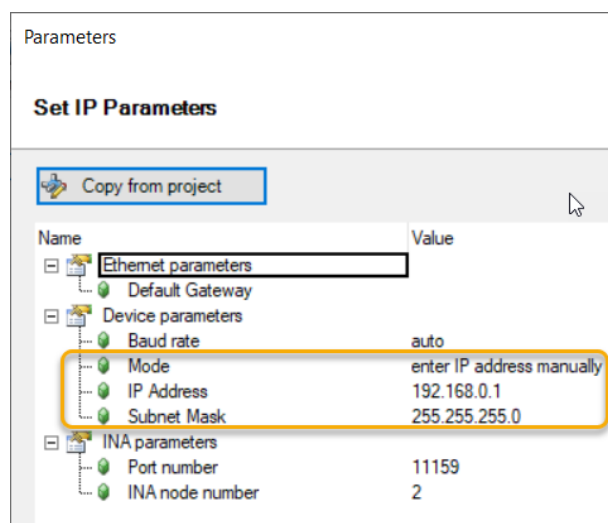 Parameters
Set IP Parameters
Copy from project
Name Value
Ethernet parameters
Default Gateway
Device parameters
Baud rate auto
Mode enter IP address manually
IP Address 192.168.0.1
Subnet Mask 255.255.255.0
INA parameters
Port number 11159
INA node number 2